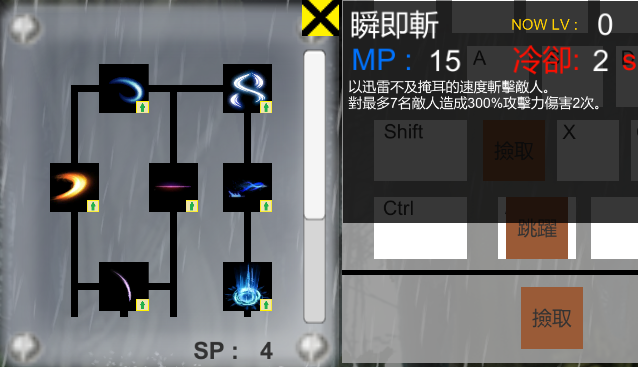 瞬即斬
NOW LV : 0
MP : 15
冷卻: 2 s
以迅雷不及掩耳的速度斬擊敵人。
對最多7名敵人造成300%攻擊力傷害2次。
A
D
Shift
撿取
X
Ctrl
跳躍
撿取
SP : 4